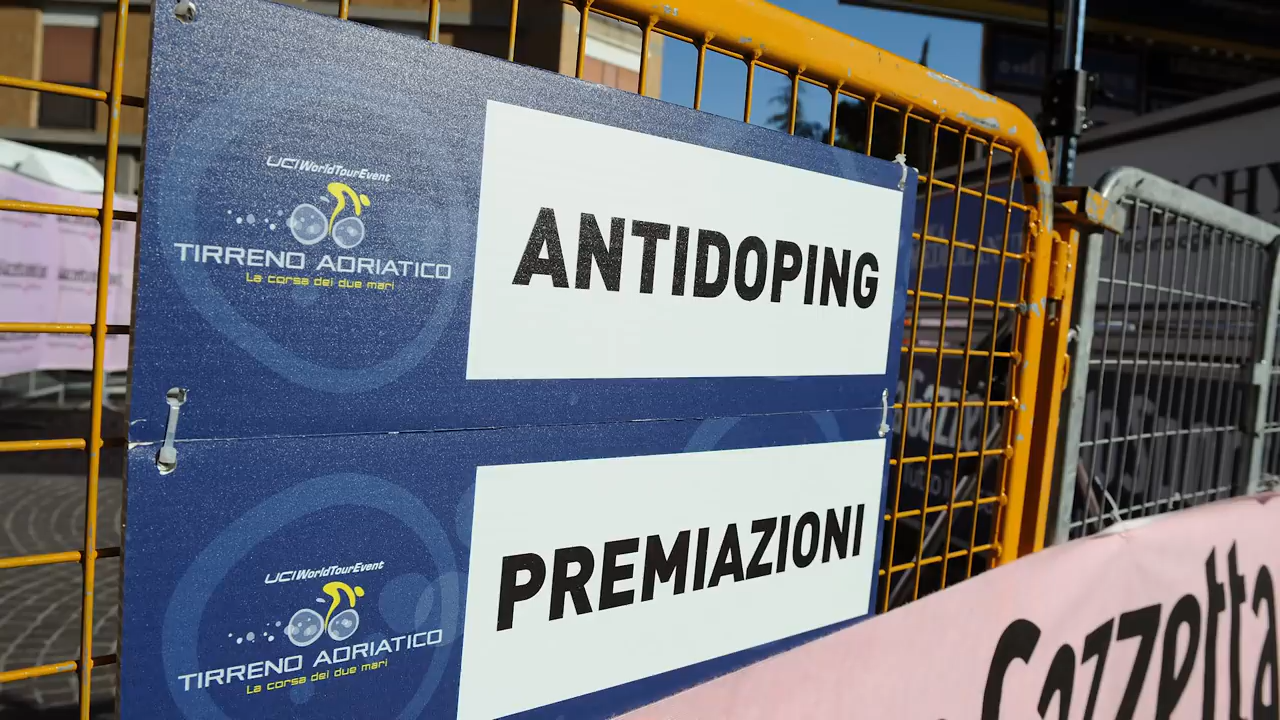 UCI WorldTourEvent
TIRRENO ADRIATICO
La corsa dei due mari
ANTIDOPING
UCI WorldTourEvent
TIRRENO ADRIATICO
La corsa dei due mari
PREMIAZIONI
Gazzetta